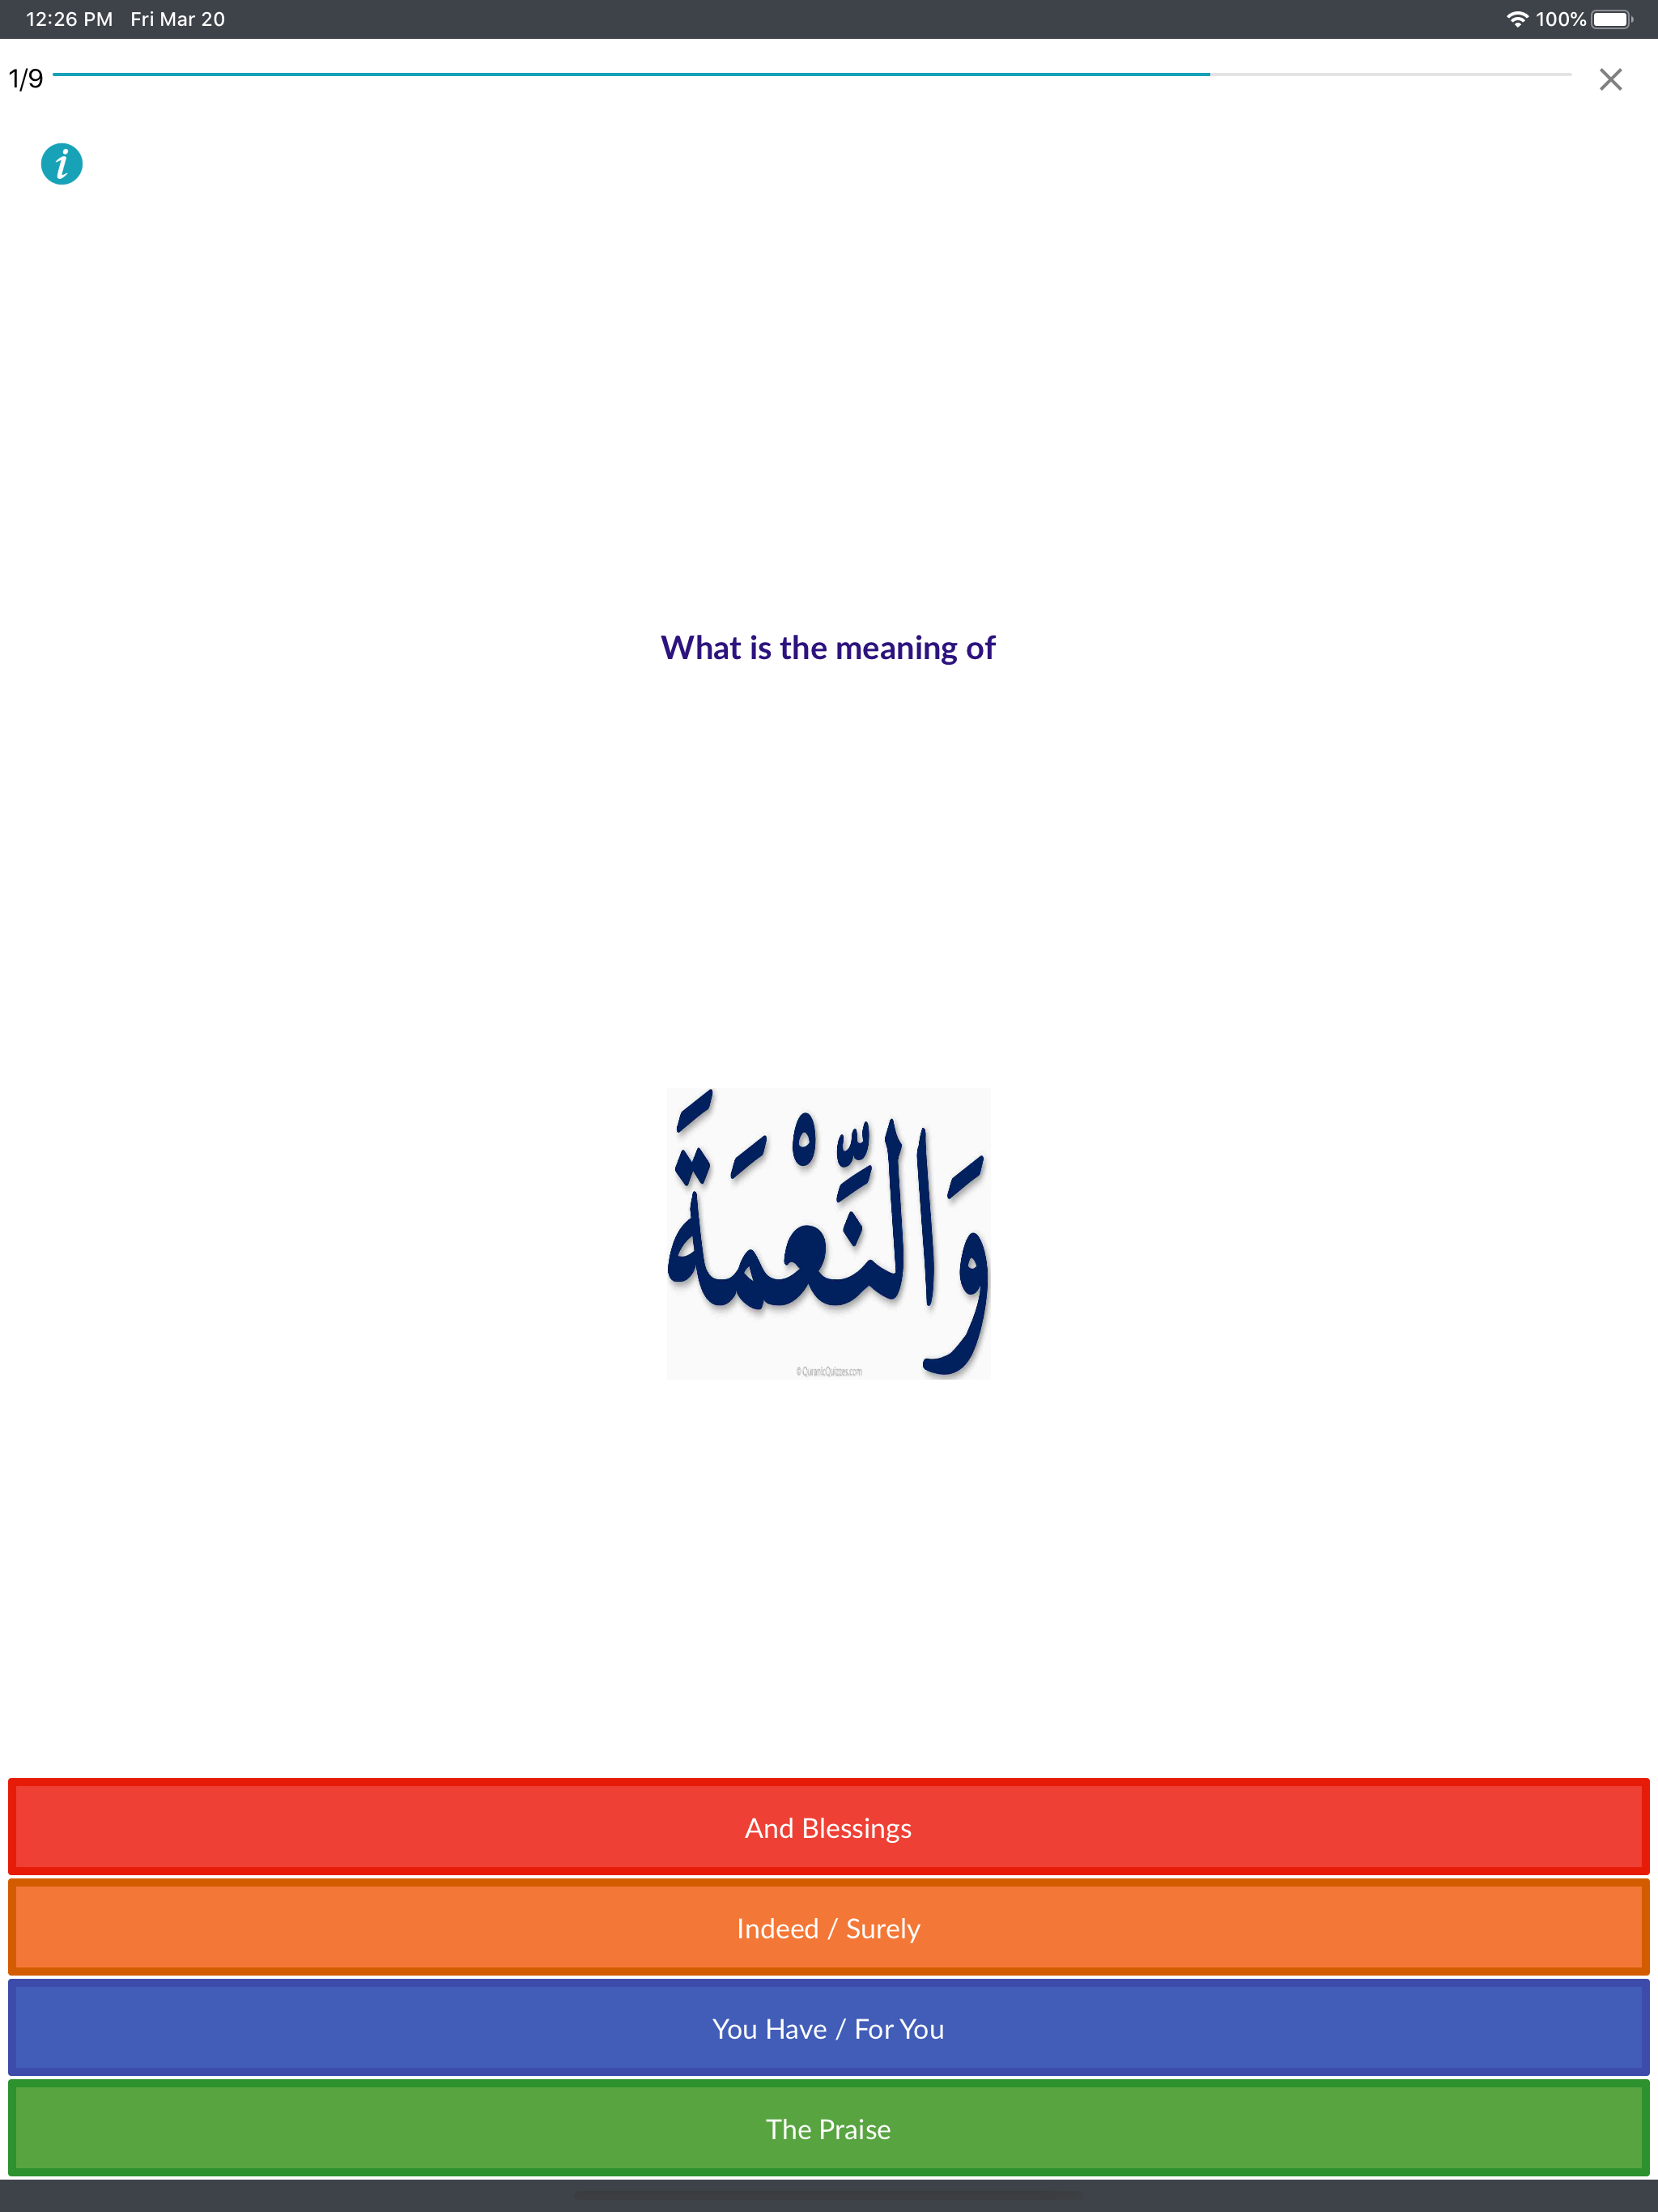 12:26 PM Fri Mar 20 100%
1/9
i
What is the meaning of
وَالنِّعْمَةَ
© QuranicQuizzes.com
And Blessings
Indeed / Surely
You Have / For You
The Praise